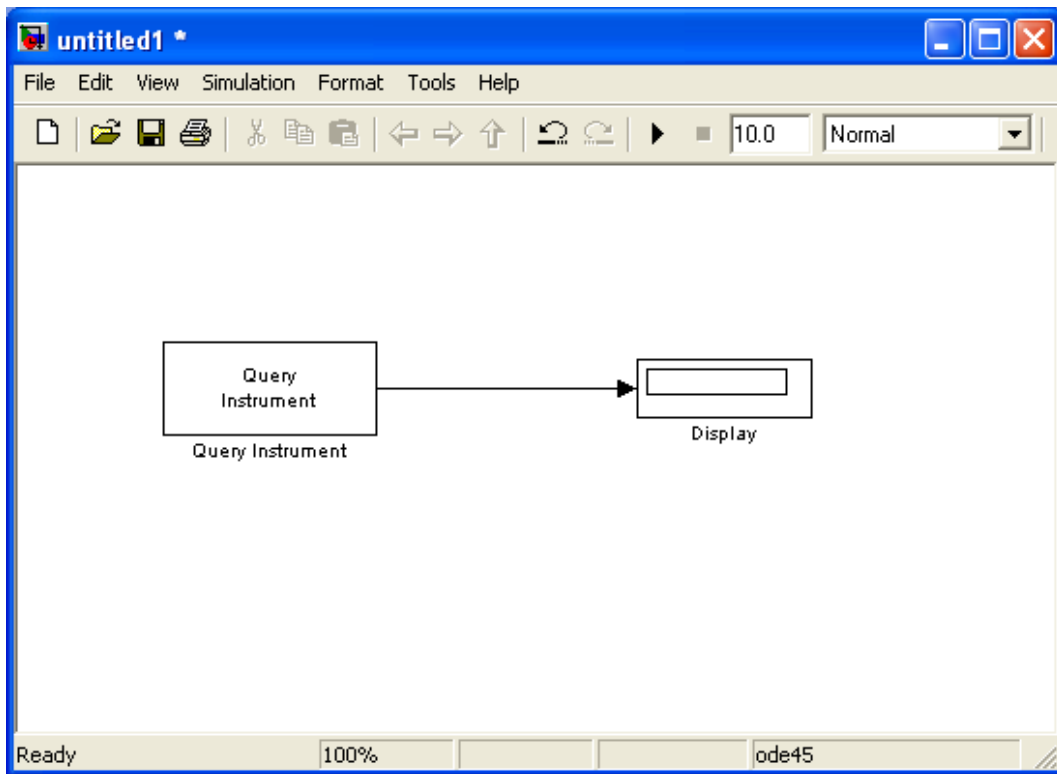 untitled1 *
File Edit View Simulation Format Tools Help
10.0 Normal
Query
Instrument
Query Instrument
Display
Ready 100% ode45